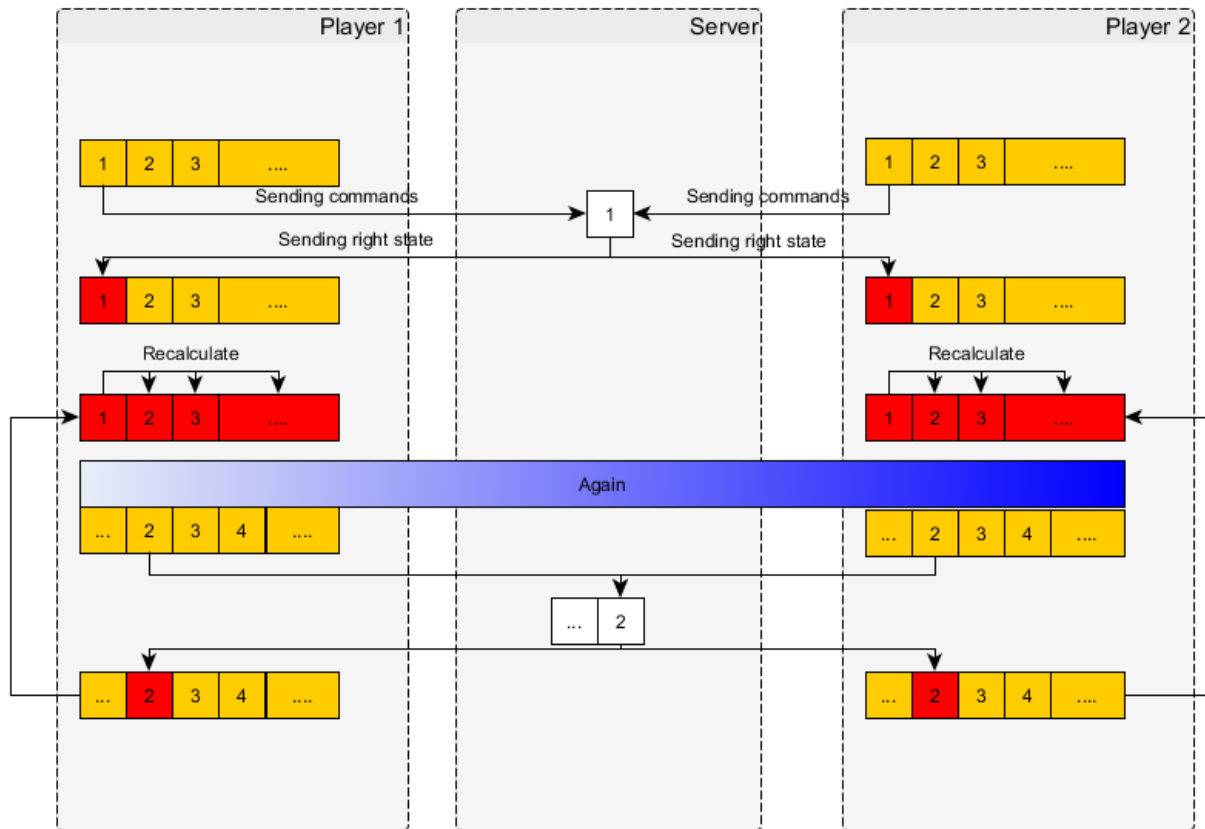 Player 1 Server Player 2
1 2 3 .... 1 2 3 ....
Sending commands Sending commands
1
Sending right state Sending right state
1 2 3 .... 1 2 3 ....
Recalculate Recalculate
1 2 3 .... 1 2 3 ....
Again
... 2 3 4 .... ... 2 3 4 ....
... 2
... 2 3 4 .... ... 2 3 4 ....